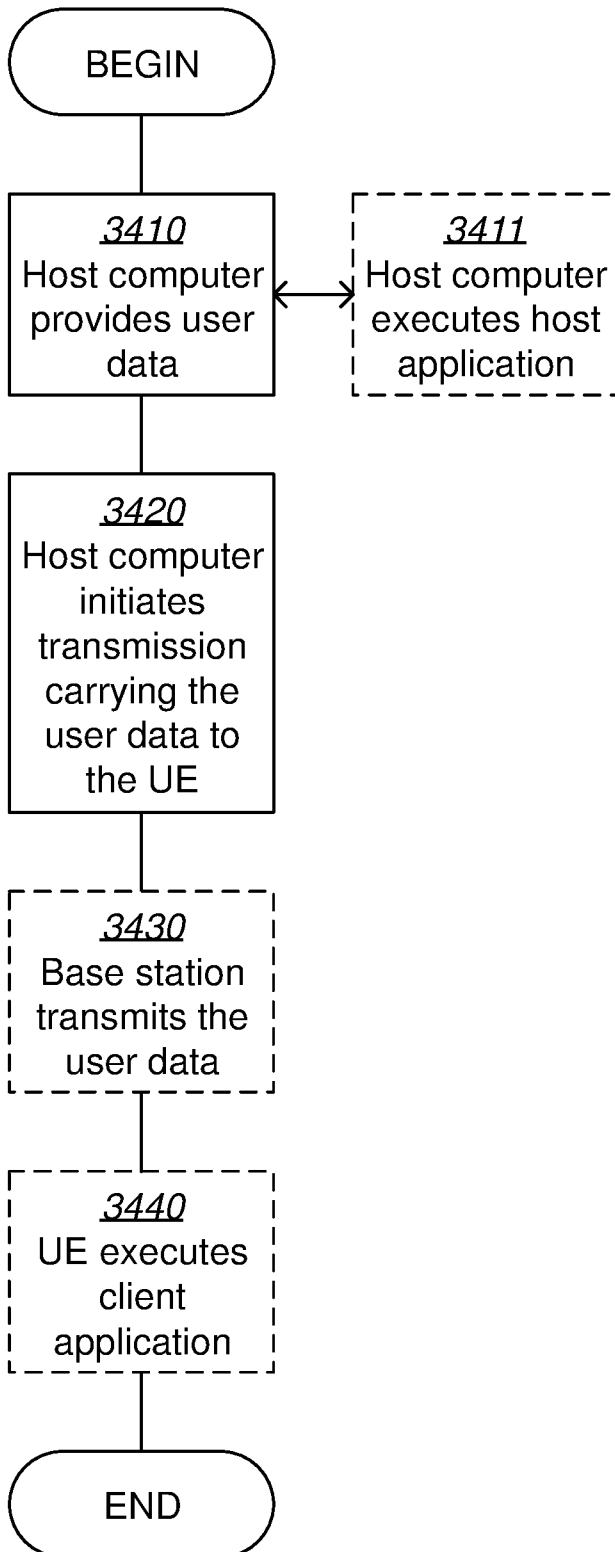 BEGIN
3410
Host computer
provides user
data
3411
Host computer
executes host
application
3420
Host computer
initiates
transmission
carrying the
user data to
the UE
3430
Base station
transmits the
user data
3440
UE executes
client
application
END